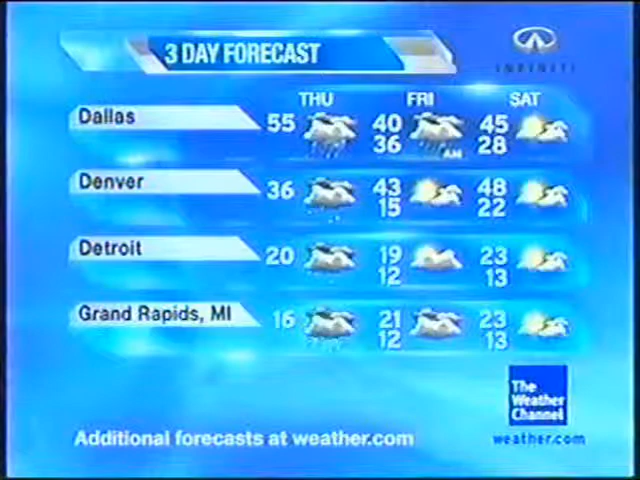 3 DAY FORECAST
INFINITI
THU FRI SAT
Dallas 55 40 45
36 AM 28
Denver 36 43 48
15 22
Detroit 20 19 23
12 13
Grand Rapids, MI 16 21 23
12 13
The
Weather
Channel
Additional forecasts at weather.com
weather.com